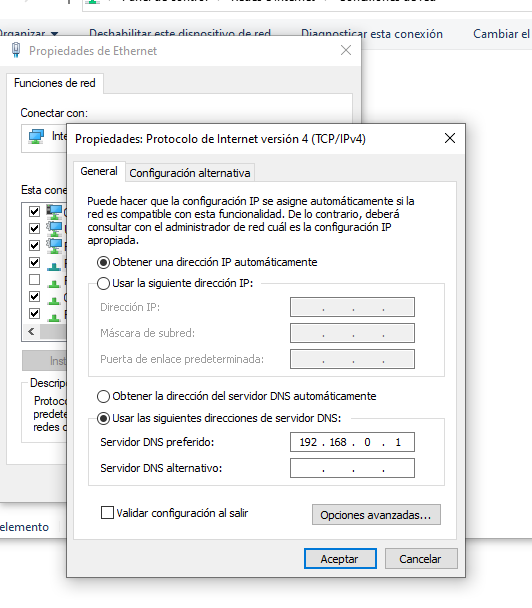 Organizar
Deshabilitar este dispositivo de red
Diagnosticar esta conexión
Cambiar el
Propiedades de Ethernet
Funciones de red
Conectar con:
Propiedades: Protocolo de Internet versión 4 (TCP/IPv4)
General
Configuración alternativa
Puede hacer que la configuración IP se asigne automáticamente si la
red es compatible con esta funcionalidad. De lo contrario, deberá
consultar con el administrador de red cuál es la configuración IP
apropiada.
Obtener una dirección IP automáticamente
Usar la siguiente dirección IP:
Dirección IP:
Máscara de subred:
Puerta de enlace predeterminada:
Obtener la dirección del servidor DNS automáticamente
Usar las siguientes direcciones de servidor DNS:
Servidor DNS preferido:
192 . 168 . 0 . 1
Servidor DNS alternativo:
Validar configuración al salir
Opciones avanzadas...
Aceptar
Cancelar
Esta cone
Inst
Descrip
Protoc
predete
redes c
elemento